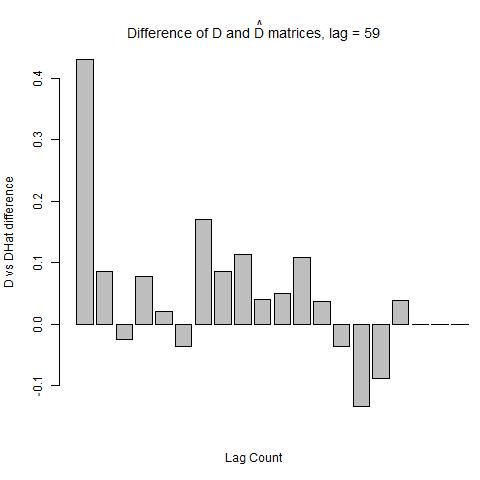 Difference of D and D̂ matrices, lag = 59
D vs DHat difference
0.4
0.3
0.2
0.1
0.0
-0.1
Lag Count